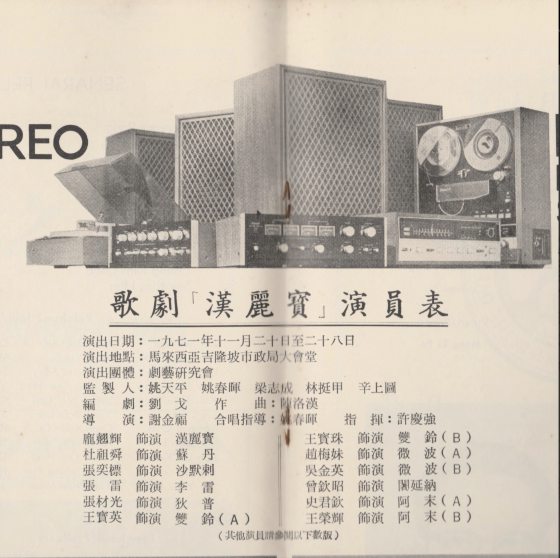 REO
歌劇「漢麗寶」演員表
演出日期：一九七一年十一月二十日至二十八日
演出地點：馬來西亞吉隆坡市政局大會堂
演出團體：劇藝研究會
監製人：姚天平 姚春暉 梁志成 林挺甲 辛上圖
編　　劇：劉 戈 作　　曲：陳洛漢
導　　演：謝金福 合唱指導：姚春暉 指　　揮：許慶強
龐翹輝 飾演 漢麗寶
杜祖舜 飾演 蘇 丹
張奕標 飾演 沙默剌
張 雷 飾演 李 雷
張材光 飾演 狄 普
王寶英 飾演 雙 鈴(A)
王寶珠 飾演 雙 鈴(B)
趙梅妹 飾演 微 波(A)
吳金英 飾演 微 波(B)
曾欽昭 飾演 閣延納
史君欽 飾演 阿 末(A)
王榮輝 飾演 阿 末(B)
(其他演員請參閱以下數版)